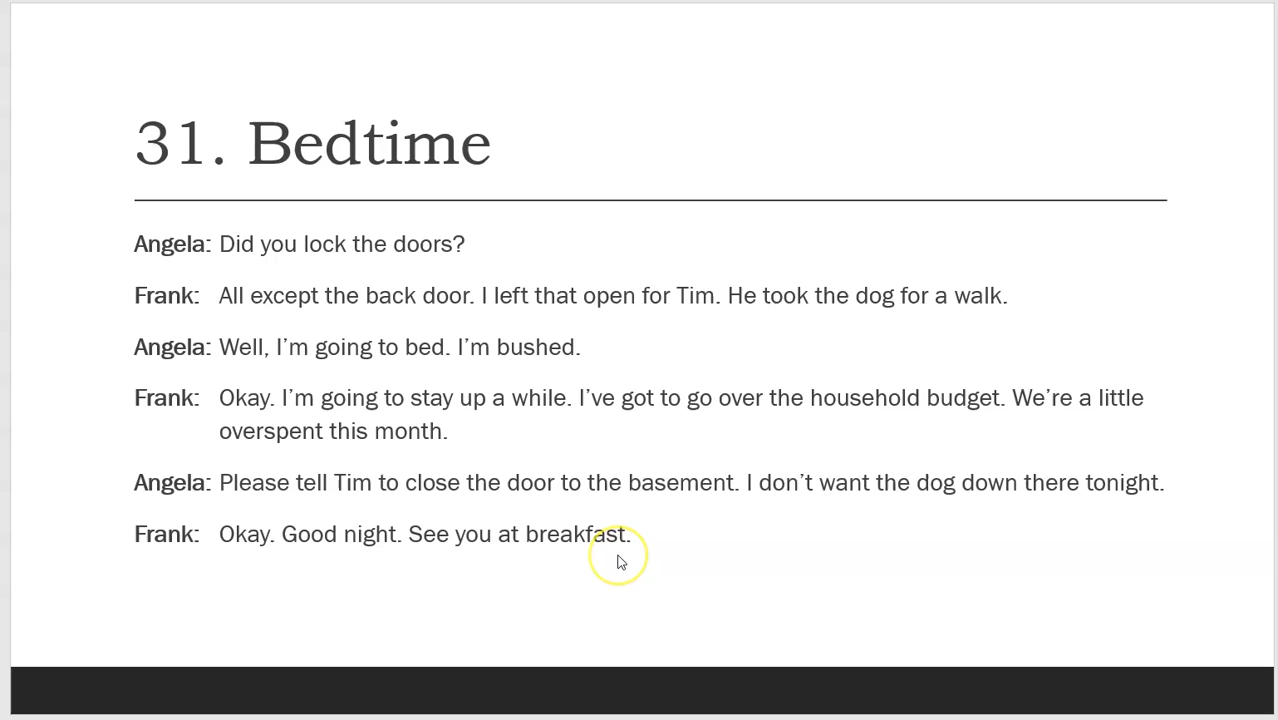 31. Bedtime
Angela: Did you lock the doors?
Frank: All except the back door. I left that open for Tim. He took the dog for a walk.
Angela: Well, I’m going to bed. I’m bushed.
Frank: Okay. I’m going to stay up a while. I’ve got to go over the household budget. We’re a little
overspent this month.
Angela: Please tell Tim to close the door to the basement. I don’t want the dog down there tonight.
Frank: Okay. Good night. See you at breakfast.